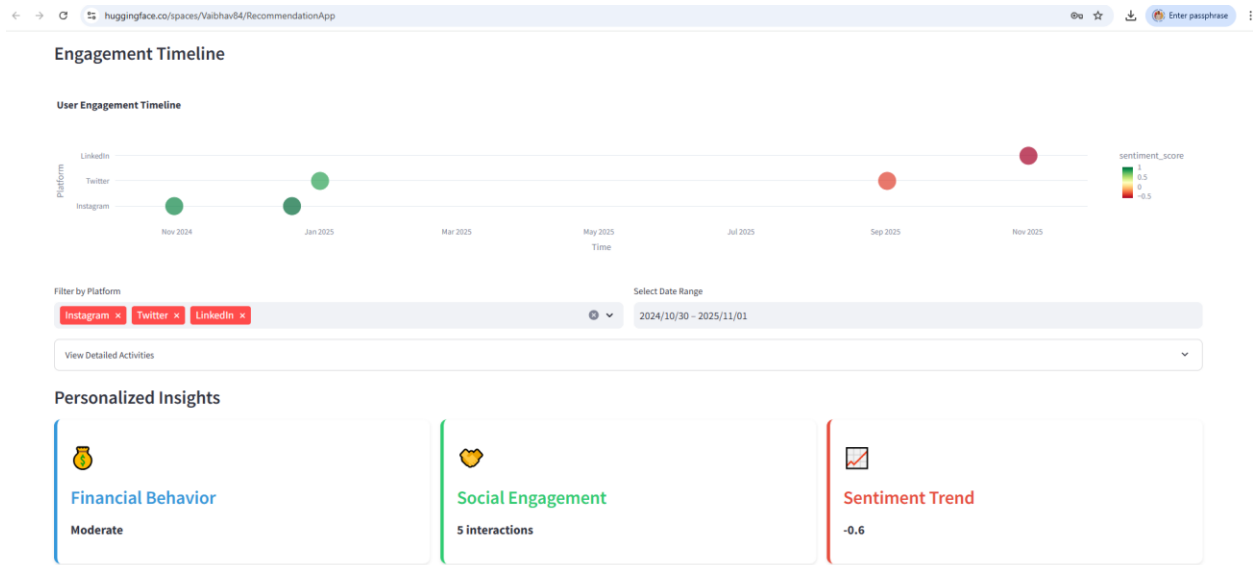 huggingface.co/spaces/Vaibhav84/RecommendationApp
Enter passphrase
Engagement Timeline
User Engagement Timeline
Platform
LinkedIn
Twitter
Instagram
Nov 2024
Jan 2025
Mar 2025
May 2025
Jul 2025
Sep 2025
Nov 2025
Time
sentiment_score
1
0.5
0
−0.5
Filter by Platform
Instagram ×
Twitter ×
LinkedIn ×
Select Date Range
2024/10/30 – 2025/11/01
View Detailed Activities
Personalized Insights
Financial Behavior
Moderate
Social Engagement
5 interactions
Sentiment Trend
-0.6